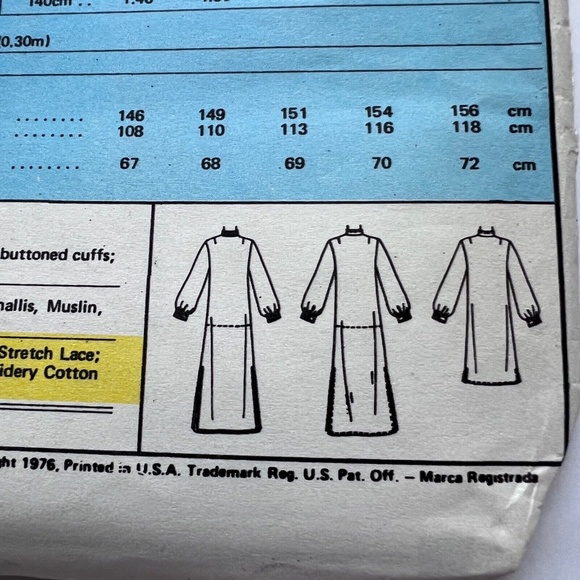 140cm . .
(0,30m)
........ 146 149 151 154 156 cm
........ 108 110 113 116 118 cm
........ 67 68 69 70 72 cm
buttoned cuffs;
hallis, Muslin,
Stretch Lace;
idery Cotton
ght 1976, Printed in U.S.A. Trademark Reg. U.S. Pat. Off. — Marca Registrada